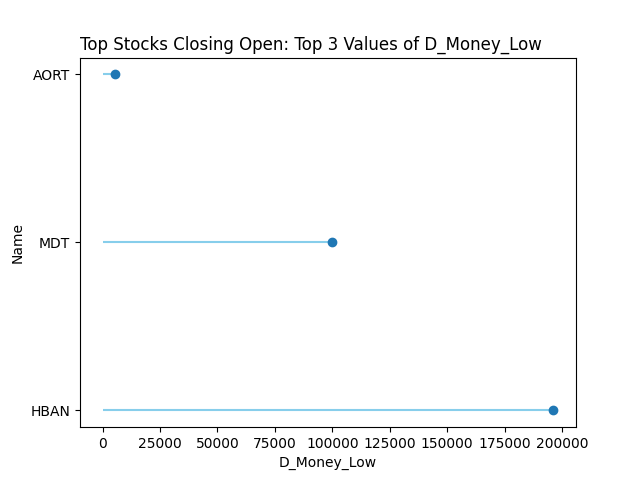 Top Stocks Closing Open: Top 3 Values of D_Money_Low
AORT
MDT
HBAN
Name
0 25000 50000 75000 100000 125000 150000 175000 200000
D_Money_Low